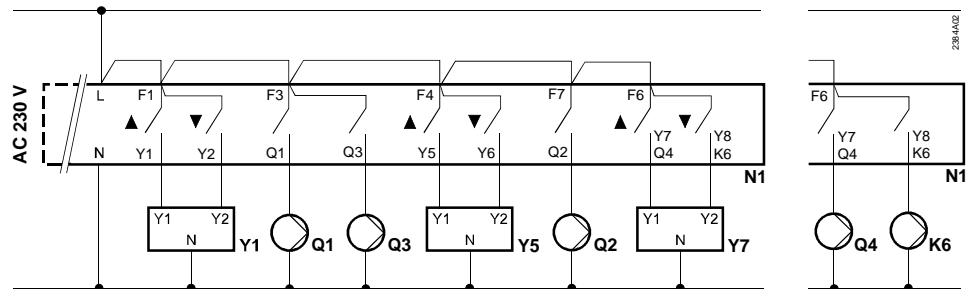 2384A02
AC 230 V
L F1 F3 F4 F7 F6 F6
▲ ▼ ▲ ▼ ▲ ▼
Y7 Y8 Y7 Y8
N Y1 Y2 Q1 Q3 Y5 Y6 Q2 Q4 K6 Q4 K6
N1 N1
Y1 Y2 Y1 Y2 Y1 Y2
N Y1 Q1 Q3 N Y5 Q2 N Y7 Q4 K6